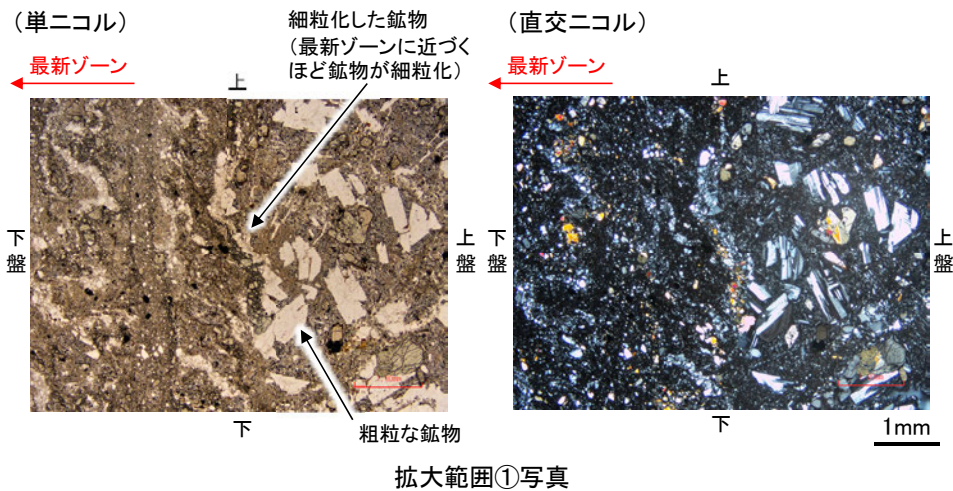 （単ニコル）
最新ゾーン
上
細粒化した鉱物
（最新ゾーンに近づく
ほど鉱物が細粒化）
下
盤
上
盤
下
粗粒な鉱物
（直交ニコル）
最新ゾーン
上
下
盤
上
盤
下
1mm
拡大範囲①写真